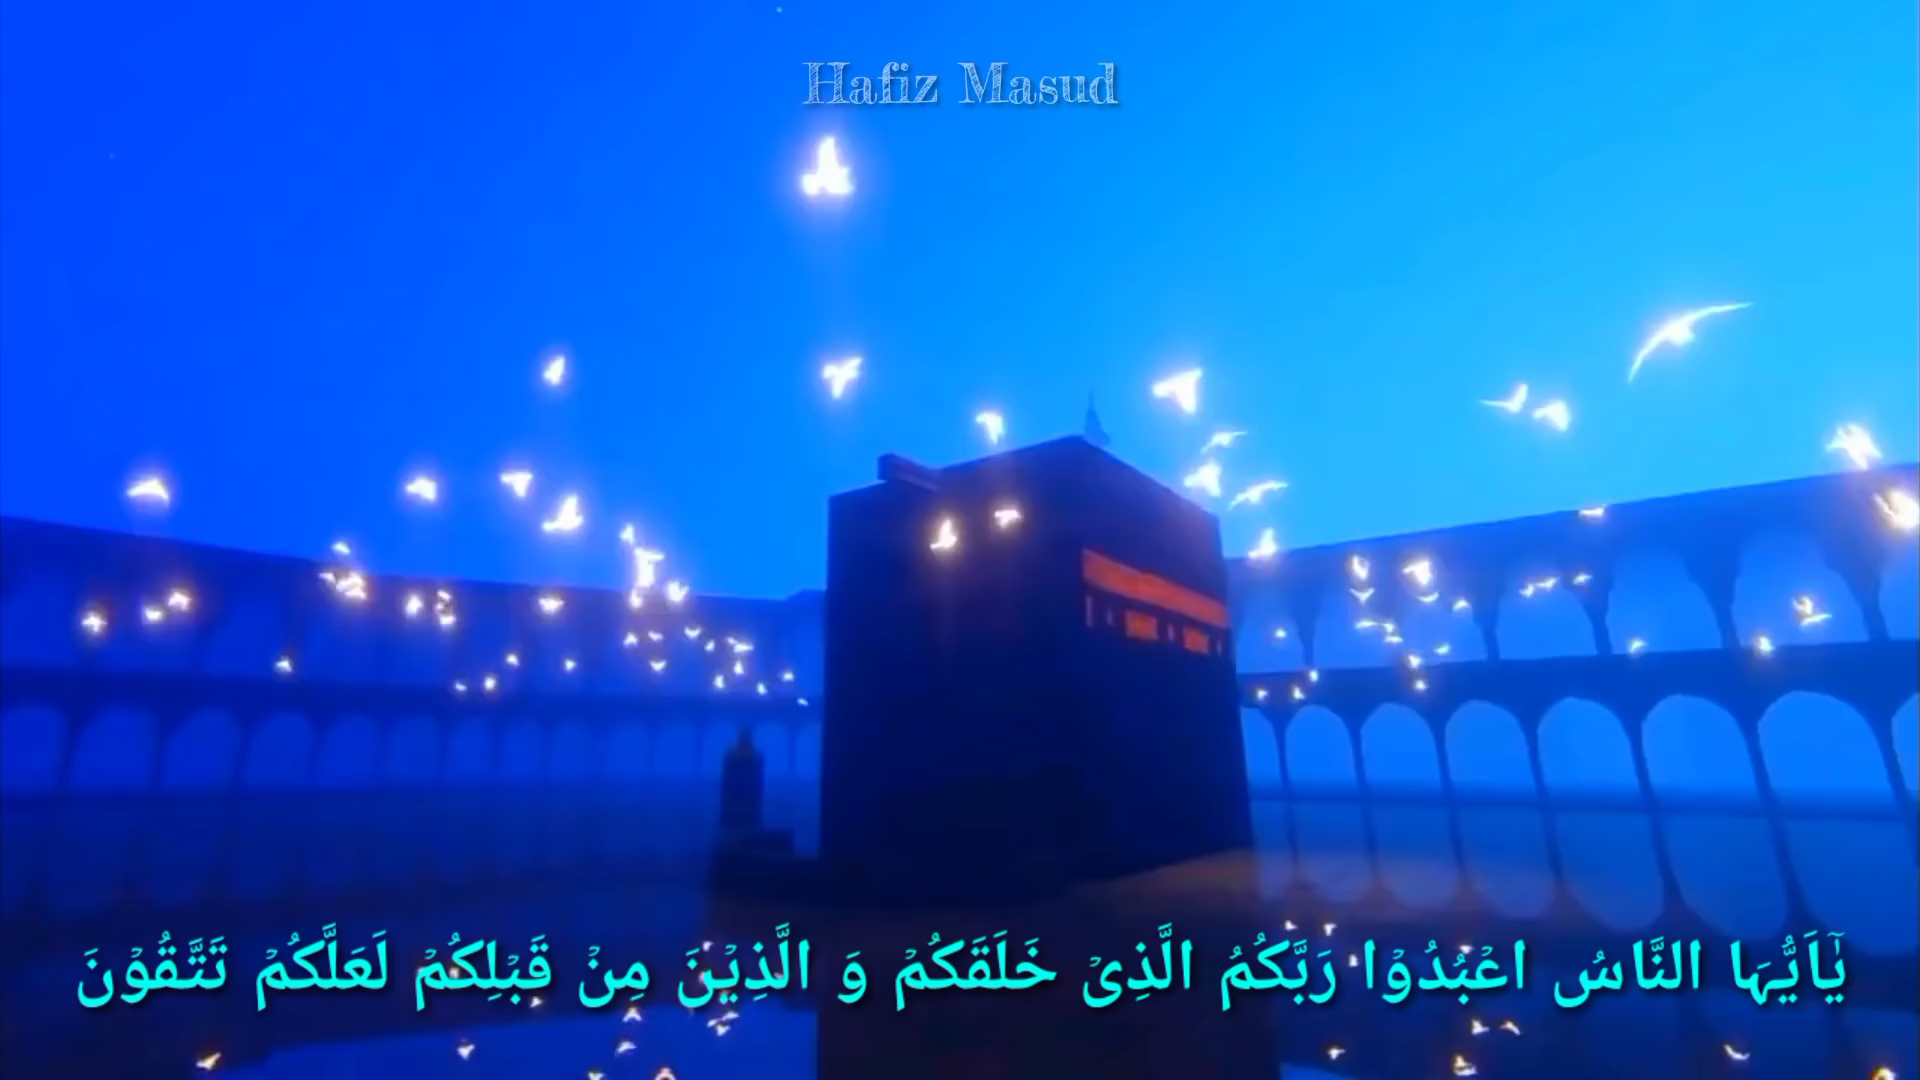 Hafiz Masud
يٰۤاَيُّهَا النَّاسُ اعۡبُدُوۡا رَبَّكُمُ الَّذِىۡ خَلَقَكُمۡ وَ الَّذِيۡنَ مِنۡ قَبۡلِكُمۡ لَعَلَّكُمۡ تَتَّقُوۡنَ